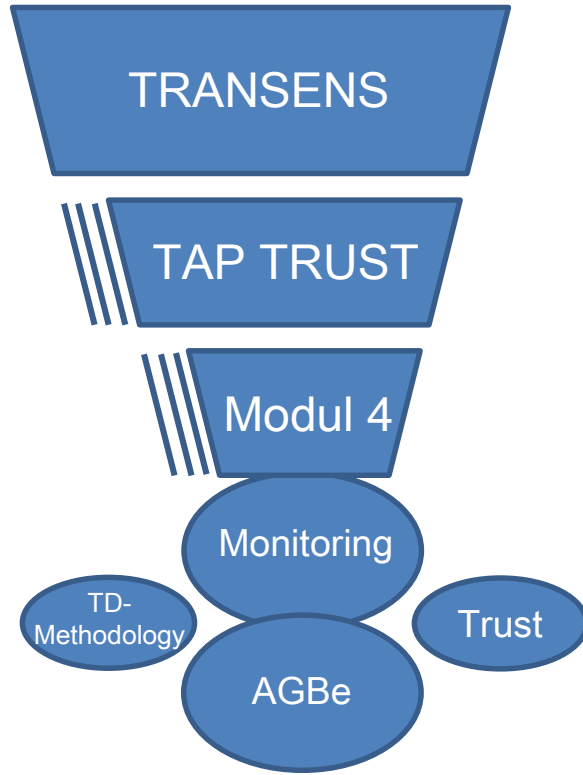 TRANSENS
TAP TRUST
Modul 4
Monitoring
TD-
Methodology
Trust
AGBe